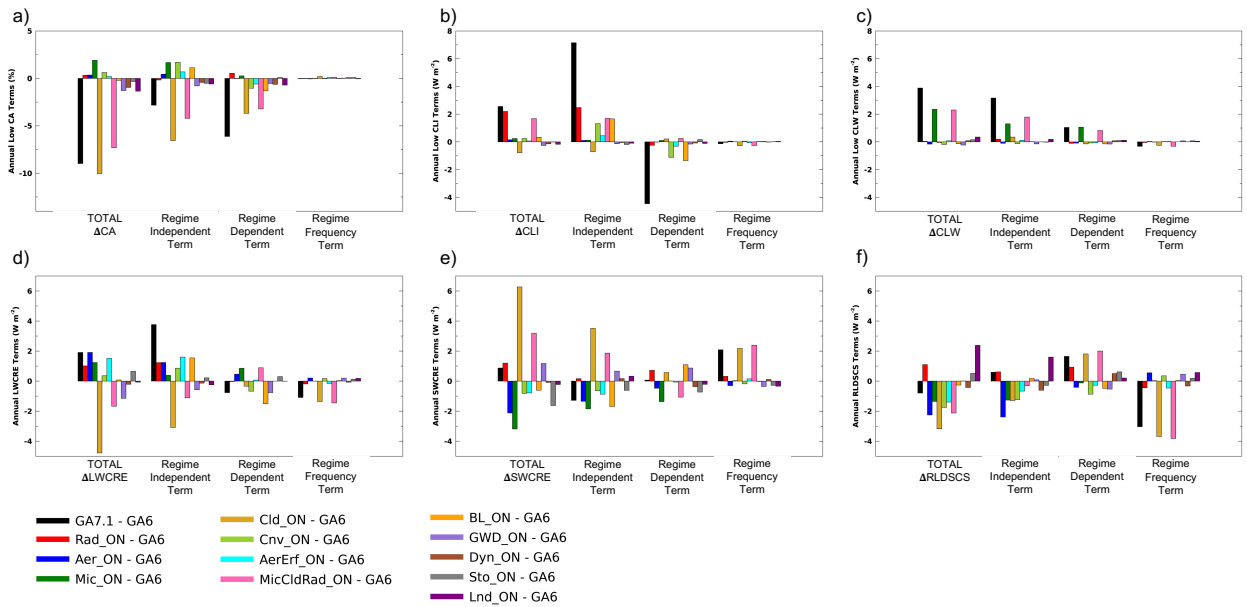 a)
Annual Low CA Terms (%)
5
0
-5
-10
TOTAL
ΔCA
Regime
Independent
Term
Regime
Dependent
Term
Regime
Frequency
Term
b)
Annual Low CLI Terms (W m⁻²)
8
6
4
2
0
-2
-4
TOTAL
ΔCLI
Regime
Independent
Term
Regime
Dependent
Term
Regime
Frequency
Term
c)
Annual Low CLW Terms (W m⁻²)
8
6
4
2
0
-2
-4
TOTAL
ΔCLW
Regime
Independent
Term
Regime
Dependent
Term
Regime
Frequency
Term
d)
Annual LWCRE Terms (W m⁻²)
6
4
2
0
-2
-4
TOTAL
ΔLWCRE
Regime
Independent
Term
Regime
Dependent
Term
Regime
Frequency
Term
e)
Annual SWCRE Terms (W m⁻²)
6
4
2
0
-2
-4
TOTAL
ΔSWCRE
Regime
Independent
Term
Regime
Dependent
Term
Regime
Frequency
Term
f)
Annual RLDSCS Terms (W m⁻²)
6
4
2
0
-2
-4
TOTAL
ΔRLDSCS
Regime
Independent
Term
Regime
Dependent
Term
Regime
Frequency
Term
GA7.1 - GA6
Rad_ON - GA6
Aer_ON - GA6
Mic_ON - GA6
Cld_ON - GA6
Cnv_ON - GA6
AerErf_ON - GA6
MicCldRad_ON - GA6
BL_ON - GA6
GWD_ON - GA6
Dyn_ON - GA6
Sto_ON - GA6
Lnd_ON - GA6